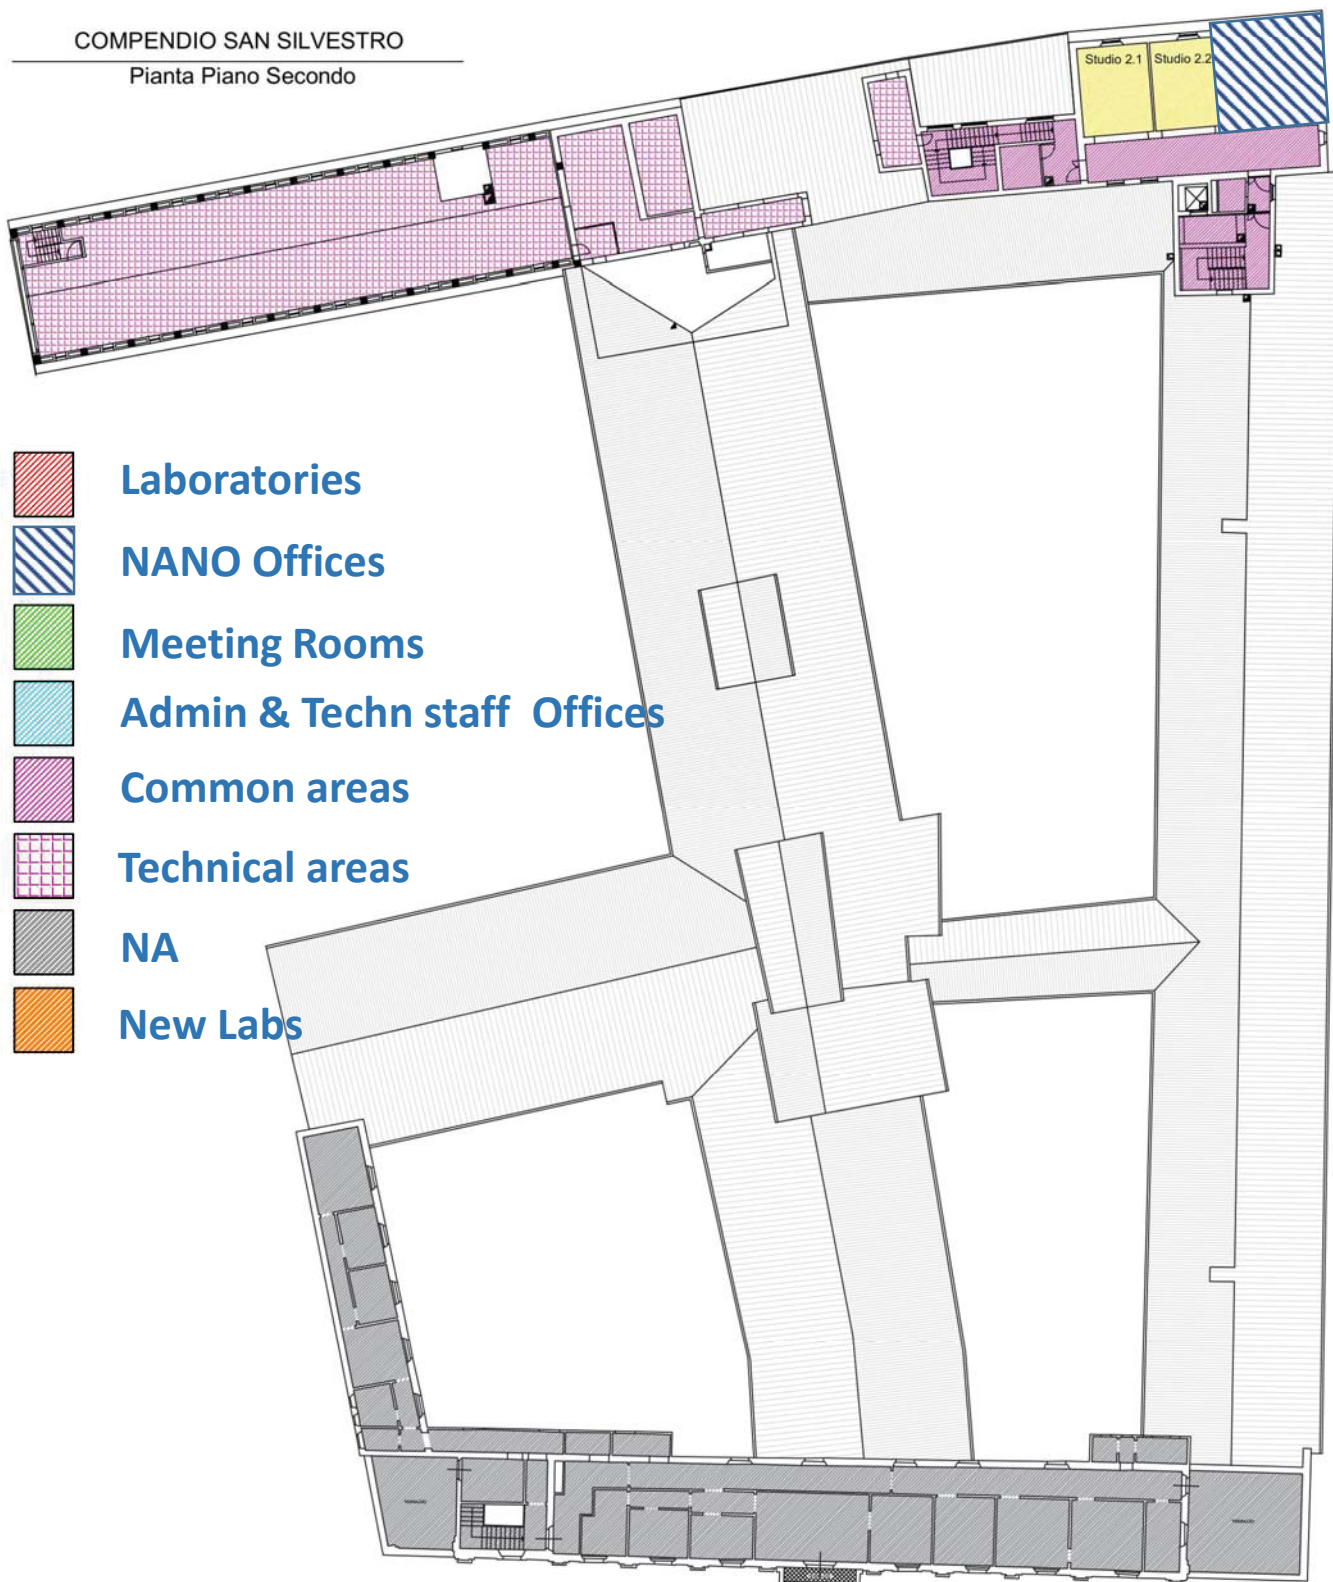 COMPENDIO SAN SILVESTRO
Pianta Piano Secondo
Studio 2.1
Studio 2.2
Laboratories
NANO Offices
Meeting Rooms
Admin & Techn staff Offices
Common areas
Technical areas
NA
New Labs